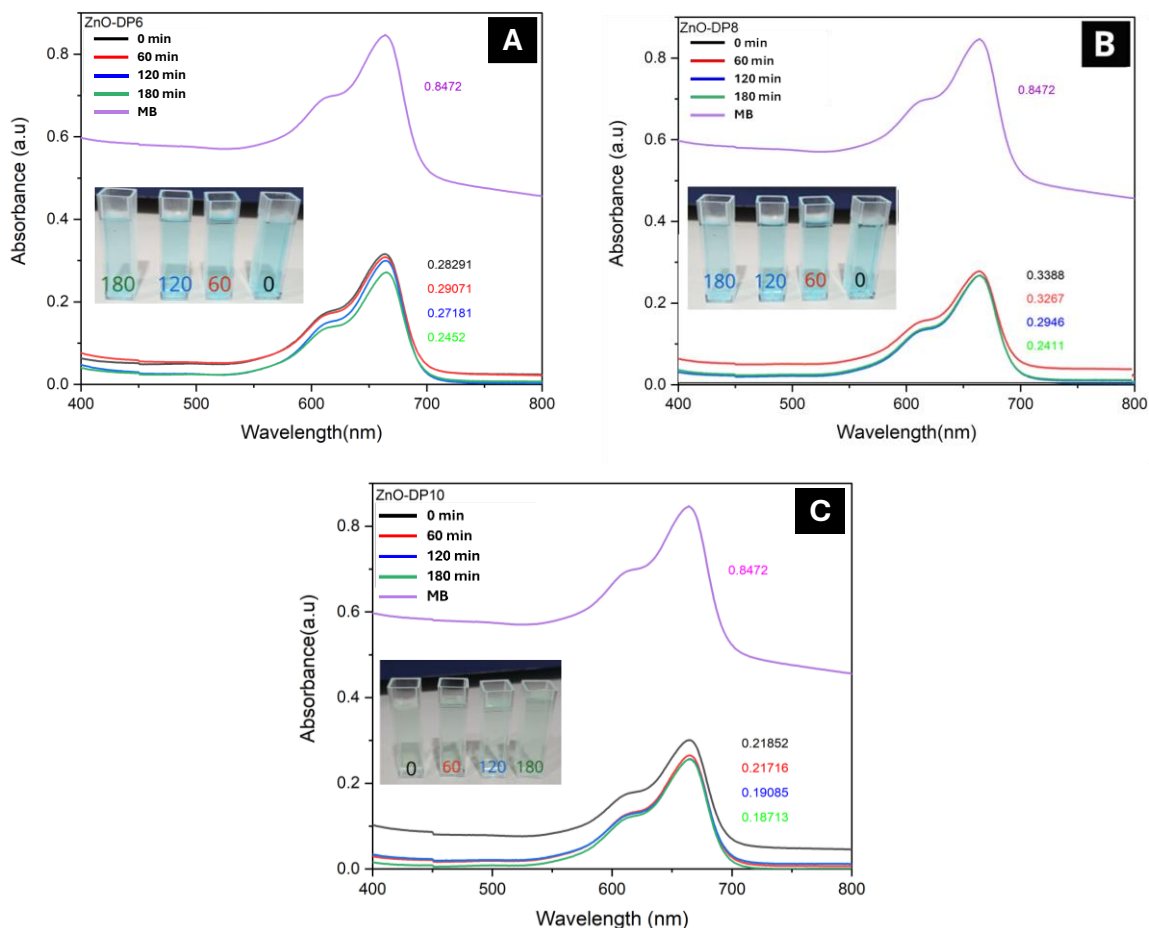 ZnO-DP6
A
0 min
60 min
120 min
180 min
MB
0.8472
0.8
0.6
0.4
0.2
0.0
Absorbance (a.u)
180 120 60 0
0.28291
0.29071
0.27181
0.2452
400 500 600 700 800
Wavelength(nm)
ZnO-DP8
B
0 min
60 min
120 min
180 min
MB
0.8472
0.8
0.6
0.4
0.2
0.0
Absorbance (a.u)
180 120 60 0
0.3388
0.3267
0.2946
0.2411
400 500 600 700 800
Wavelength(nm)
ZnO-DP10
C
0 min
60 min
120 min
180 min
MB
0.8472
0.8
0.6
0.4
0.2
0.0
Absorbance(a.u)
0 60 120 180
0.21852
0.21716
0.19085
0.18713
400 500 600 700 800
Wavelength (nm)